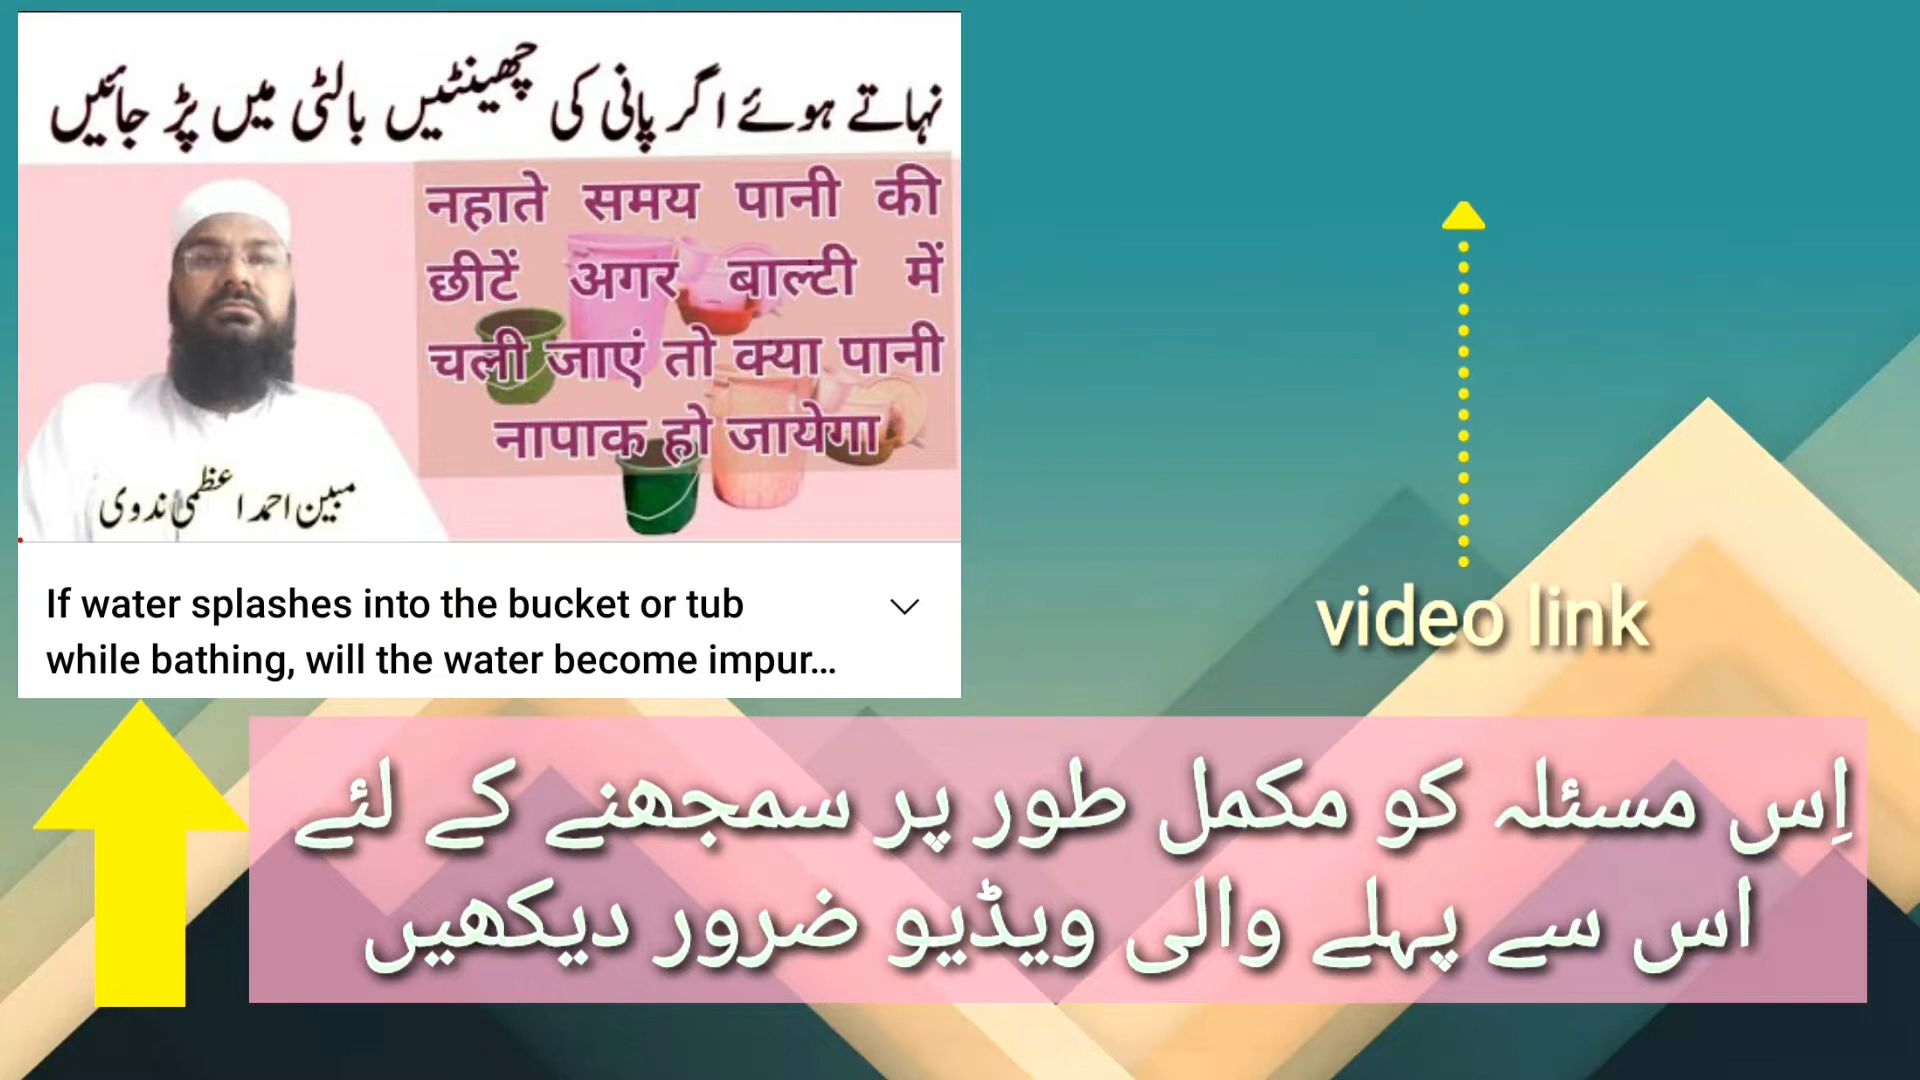 نہاتے ہوئے اگر پانی کی چھینٹیں بالٹی میں پڑ جائیں
नहाते समय पानी की
छीटें अगर बाल्टी में
चली जाएं तो क्या पानी
नापाक हो जायेगा
مبین احمد اعظمی ندوی
If water splashes into the bucket or tub
while bathing, will the water become impur...
video link
اِس مسئلہ کو مکمل طور پر سمجھنے کے لئے
اس سے پہلے والی ویڈیو ضرور دیکھیں